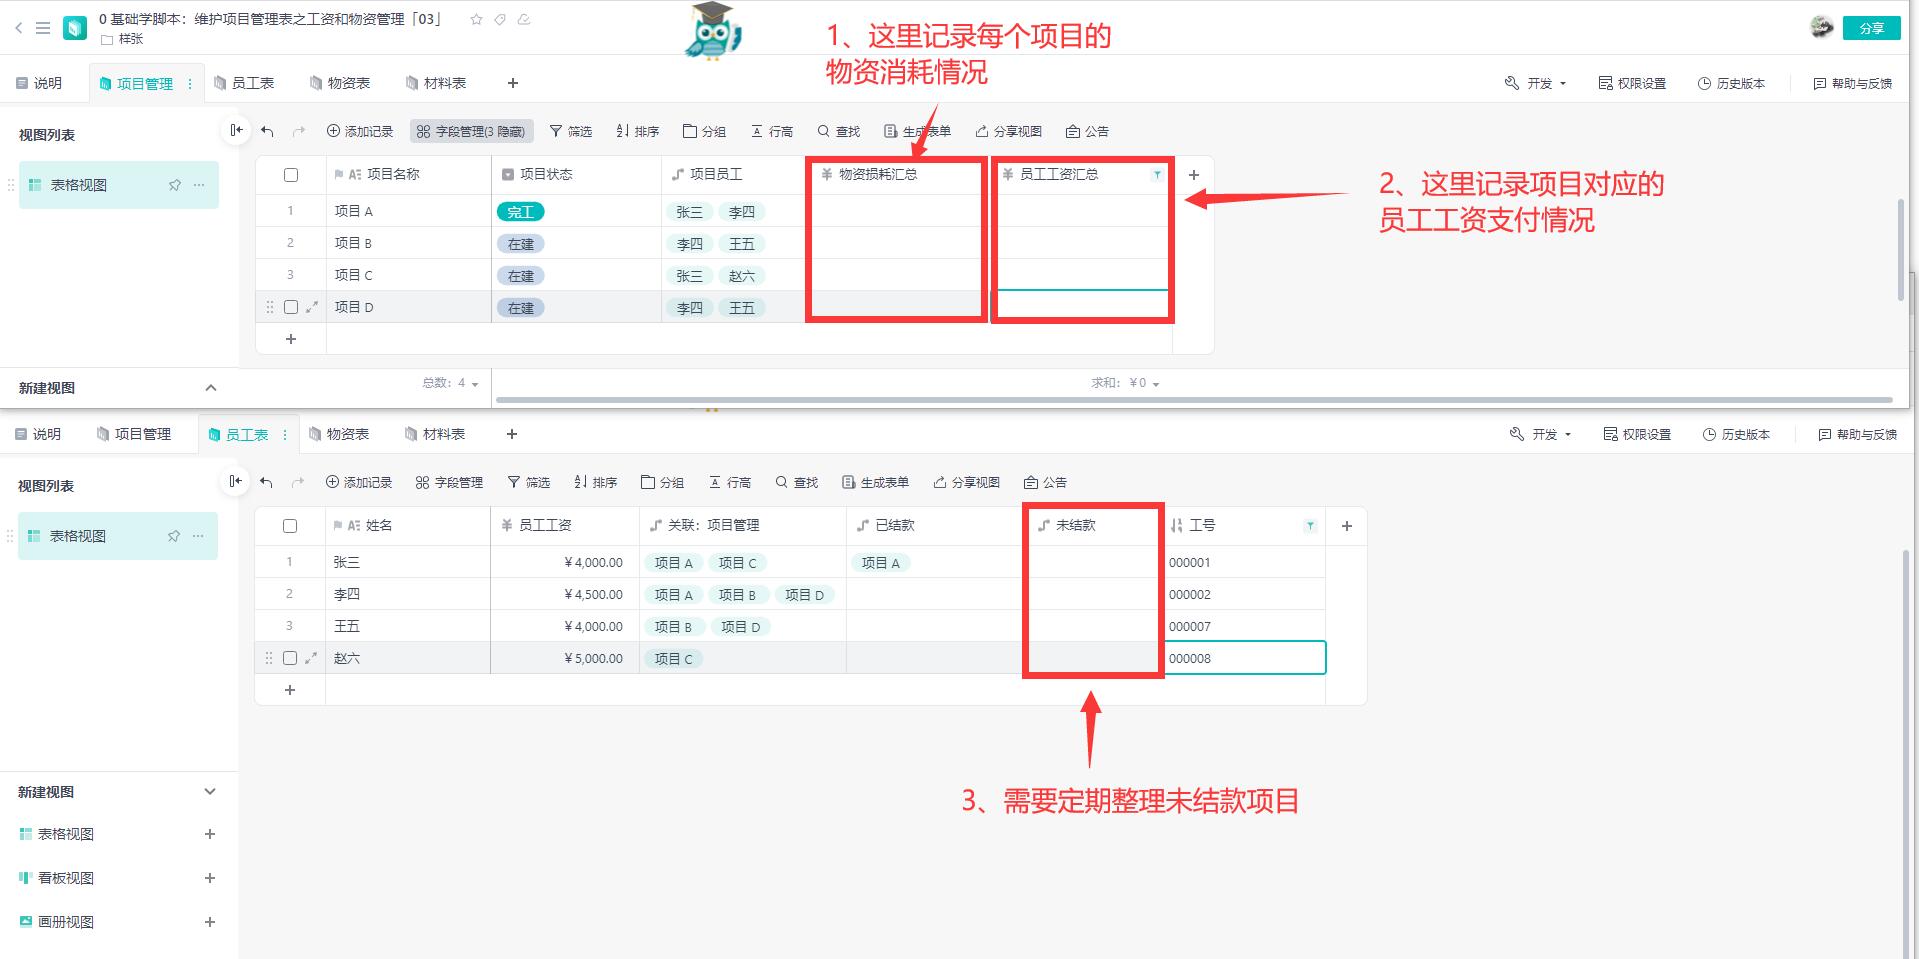 0 基础学脚本：维护项目管理表之工资和物资管理「03」
样张
分享
1、这里记录每个项目的
物资消耗情况
说明 项目管理 员工表 物资表 材料表
开发 权限设置 历史版本 帮助与反馈
视图列表
添加记录 字段管理(3 隐藏) 筛选 排序 分组 行高 查找 生成表单 分享视图 公告
表格视图
项目名称 项目状态 项目员工 物资损耗汇总 员工工资汇总
1 项目 A 完工 张三 李四
2 项目 B 在建 李四 王五
3 项目 C 在建 张三 赵六
项目 D 在建 李四 王五
2、这里记录项目对应的
员工工资支付情况
新建视图
总数：4 求和：¥0
说明 项目管理 员工表 物资表 材料表
开发 权限设置 历史版本 帮助与反馈
视图列表
添加记录 字段管理 筛选 排序 分组 行高 查找 生成表单 分享视图 公告
表格视图
姓名 员工工资 关联：项目管理 已结款 未结款 工号
1 张三 ¥4,000.00 项目 A 项目 C 项目 A 000001
2 李四 ¥4,500.00 项目 A 项目 B 项目 D 000002
3 王五 ¥4,000.00 项目 B 项目 D 000007
赵六 ¥5,000.00 项目 C 000008
3、需要定期整理未结款项目
新建视图
表格视图
看板视图
画册视图